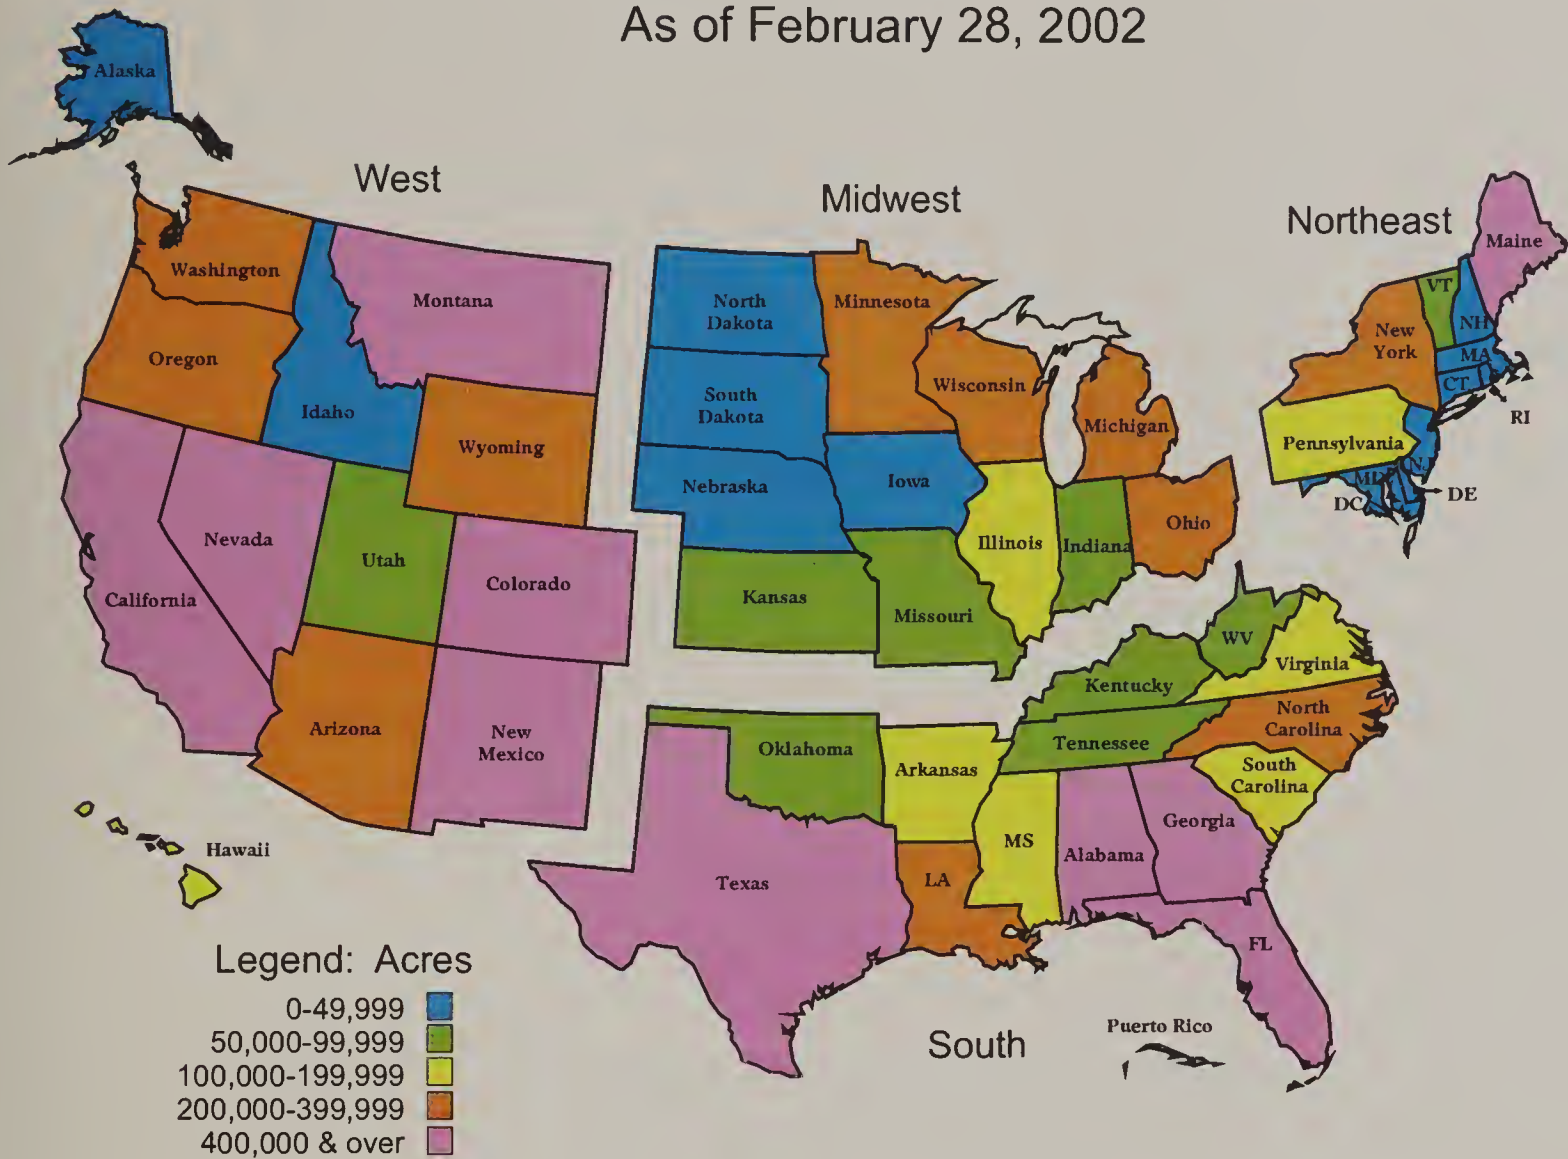 As of February 28, 2002
Alaska
West
Midwest
Northeast
Washington
Montana
Oregon
Idaho
Wyoming
Nevada
Utah
Colorado
California
Arizona
New
Mexico
Hawaii
North
Dakota
Minnesota
South
Dakota
Wisconsin
Michigan
Nebraska
Iowa
Illinois
Indiana
Ohio
Kansas
Missouri
Maine
VT
NH
New
York
MA
CT
RI
Pennsylvania
NJ
MD
DE
DC
WV
Virginia
Kentucky
North
Carolina
Tennessee
Oklahoma
Arkansas
South
Carolina
MS
Alabama
Georgia
Texas
LA
FL
South
Puerto Rico
Legend: Acres
0-49,999
50,000-99,999
100,000-199,999
200,000-399,999
400,000 & over